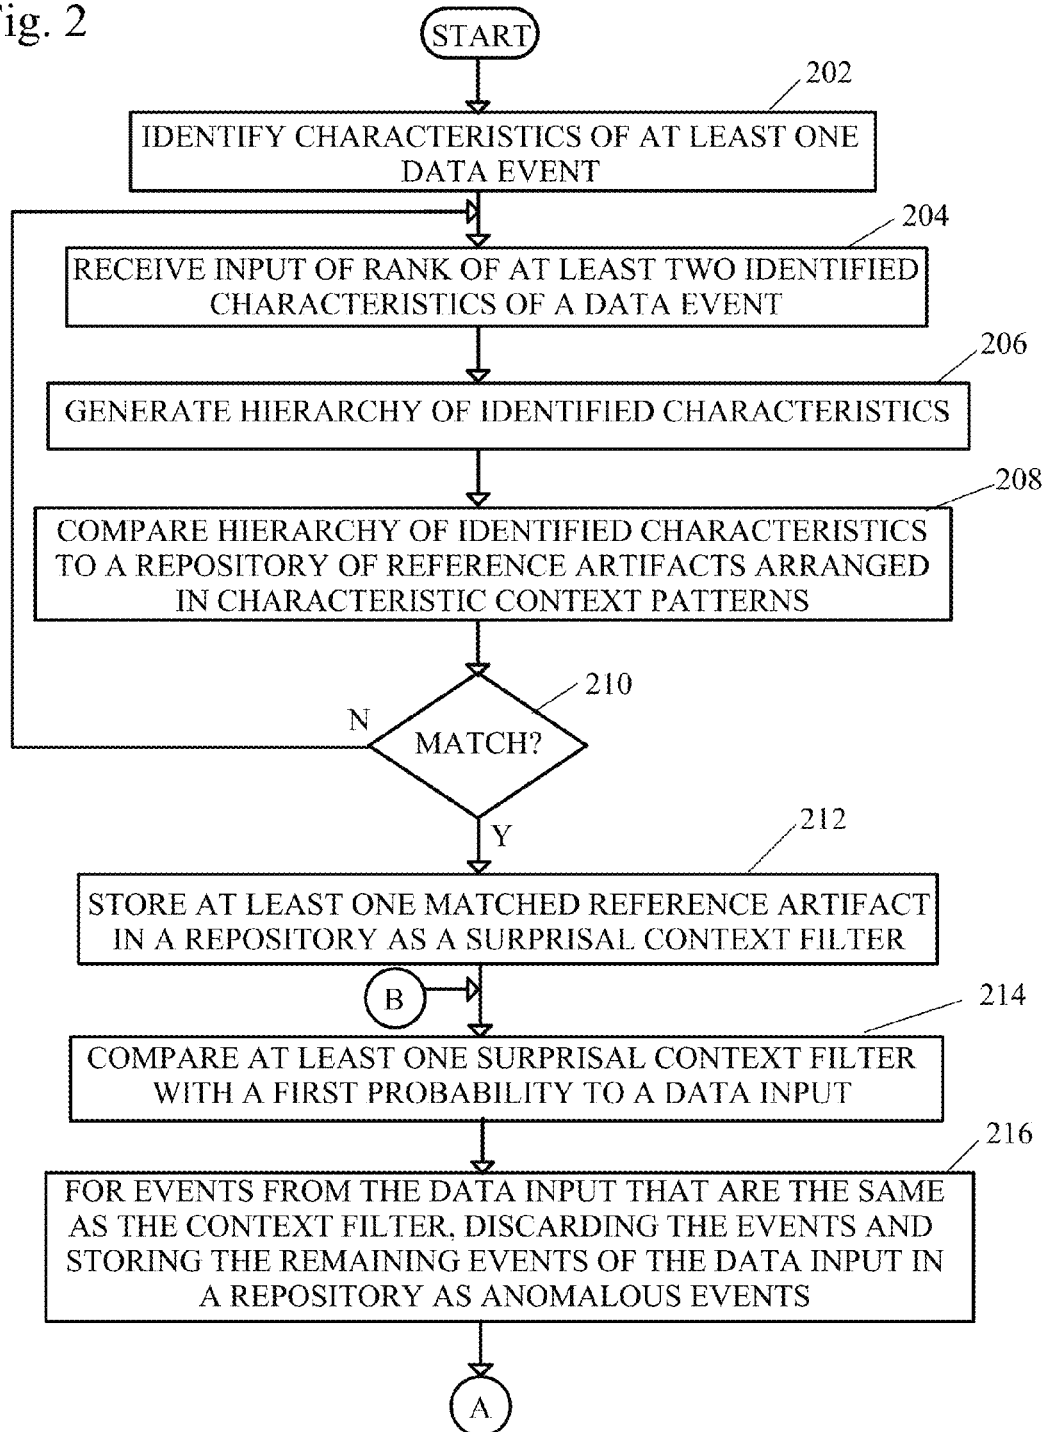 Fig. 2
START
202
IDENTIFY CHARACTERISTICS OF AT LEAST ONE
DATA EVENT
204
RECEIVE INPUT OF RANK OF AT LEAST TWO IDENTIFIED
CHARACTERISTICS OF A DATA EVENT
206
GENERATE HIERARCHY OF IDENTIFIED CHARACTERISTICS
208
COMPARE HIERARCHY OF IDENTIFIED CHARACTERISTICS
TO A REPOSITORY OF REFERENCE ARTIFACTS ARRANGED
IN CHARACTERISTIC CONTEXT PATTERNS
210
N
MATCH?
Y
212
STORE AT LEAST ONE MATCHED REFERENCE ARTIFACT
IN A REPOSITORY AS A SURPRISAL CONTEXT FILTER
B
214
COMPARE AT LEAST ONE SURPRISAL CONTEXT FILTER
WITH A FIRST PROBABILITY TO A DATA INPUT
216
FOR EVENTS FROM THE DATA INPUT THAT ARE THE SAME
AS THE CONTEXT FILTER, DISCARDING THE EVENTS AND
STORING THE REMAINING EVENTS OF THE DATA INPUT IN
A REPOSITORY AS ANOMALOUS EVENTS
A